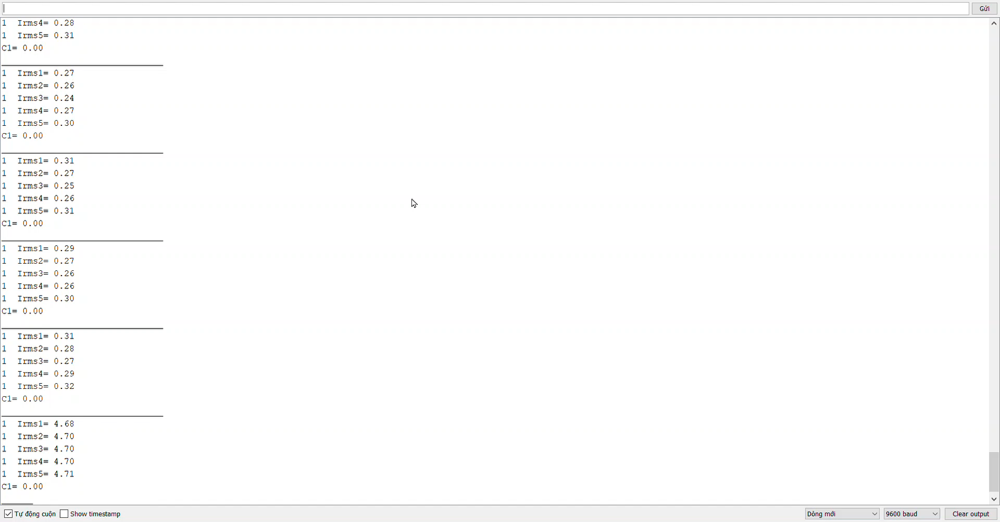 Gửi
1  Irms4= 0.28
1  Irms5= 0.31
C1= 0.00
_______________________________
1  Irms1= 0.27
1  Irms2= 0.26
1  Irms3= 0.24
1  Irms4= 0.27
1  Irms5= 0.30
C1= 0.00
_______________________________
1  Irms1= 0.31
1  Irms2= 0.27
1  Irms3= 0.25
1  Irms4= 0.26
1  Irms5= 0.31
C1= 0.00
_______________________________
1  Irms1= 0.29
1  Irms2= 0.27
1  Irms3= 0.26
1  Irms4= 0.26
1  Irms5= 0.30
C1= 0.00
_______________________________
1  Irms1= 0.31
1  Irms2= 0.28
1  Irms3= 0.27
1  Irms4= 0.29
1  Irms5= 0.32
C1= 0.00
_______________________________
1  Irms1= 4.68
1  Irms2= 4.70
1  Irms3= 4.70
1  Irms4= 4.70
1  Irms5= 4.71
C1= 0.00
______
Tự động cuộn  Show timestamp  Dòng mới  9600 baud  Clear output